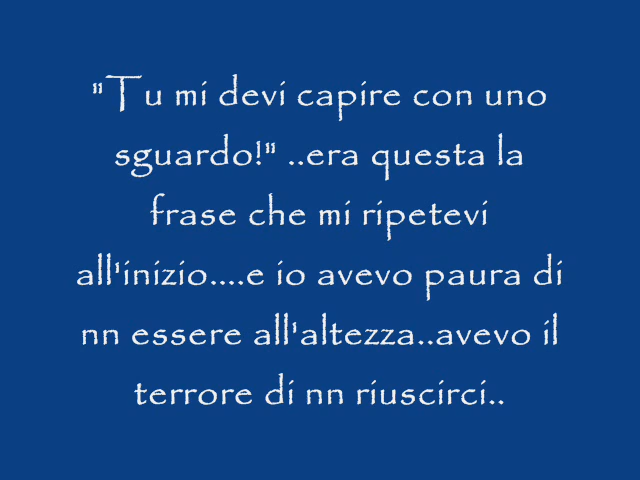 "Tu mi devi capire con uno
sguardo!" ..era questa la
frase che mi ripetevi
all'inizio....e io avevo paura di
nn essere all'altezza..avevo il
terrore di nn riuscirci..